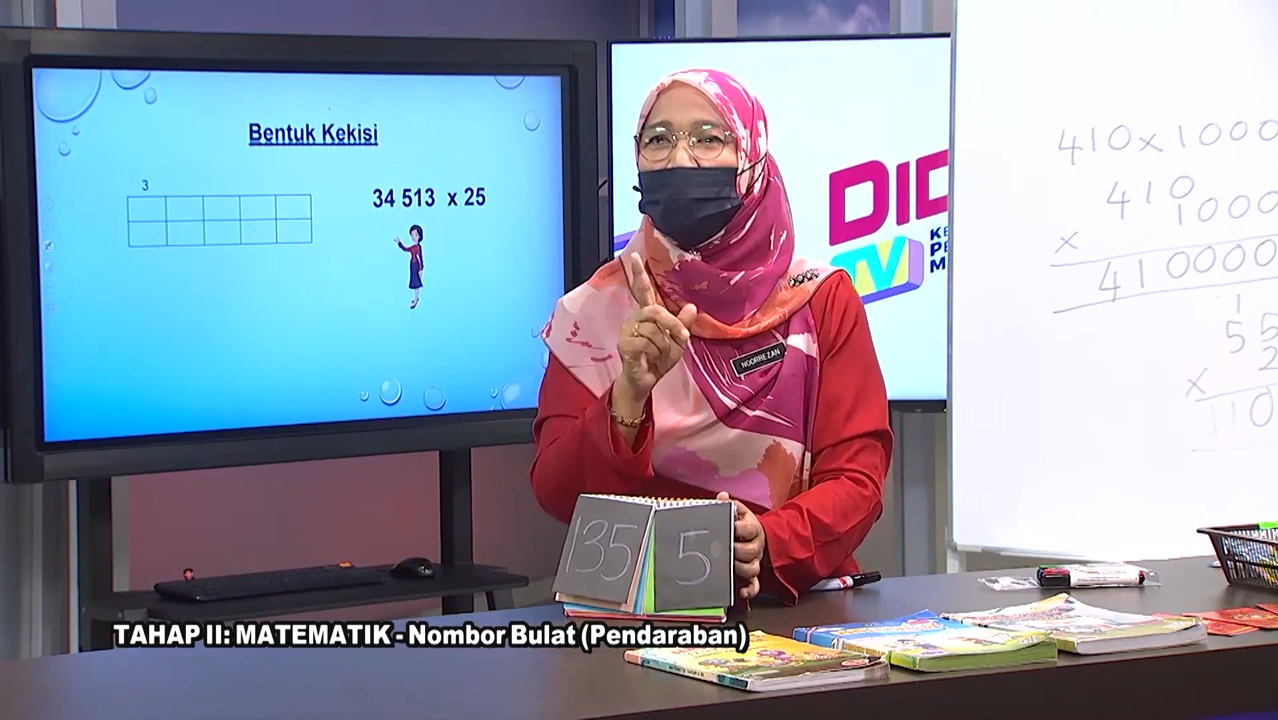 Bentuk Kekisi
3
34 513 x 25
DID
TV
NOORREZAN
135
5
410 x 1000
410
1000
x
410000
1
55
2
x
110
TAHAP II: MATEMATIK - Nombor Bulat (Pendaraban)